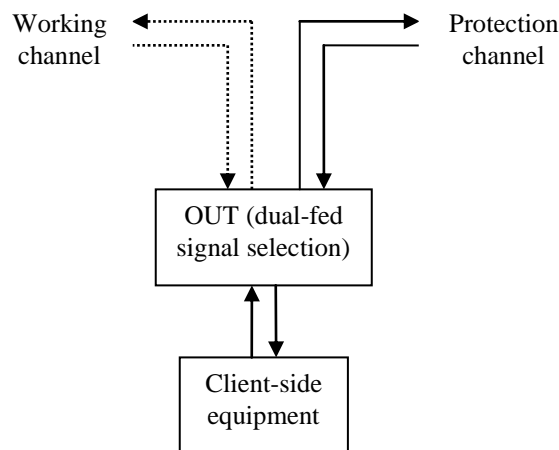 Working
channel
Protection
channel
OUT (dual-fed
signal selection)
Client-side
equipment